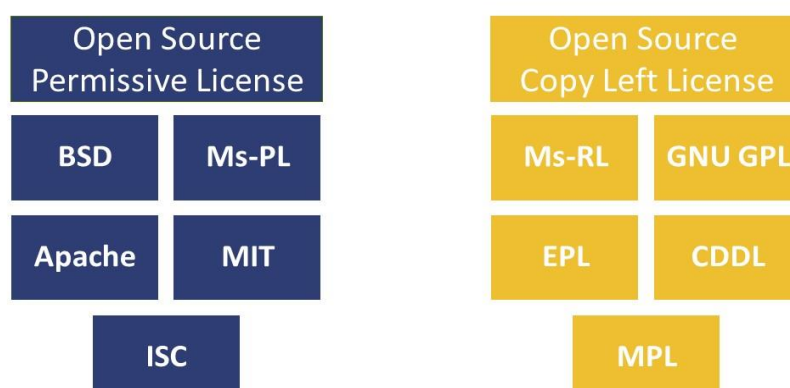 Open Source
Permissive License
BSD
Ms-PL
Apache
MIT
ISC
Open Source
Copy Left License
Ms-RL
GNU GPL
EPL
CDDL
MPL